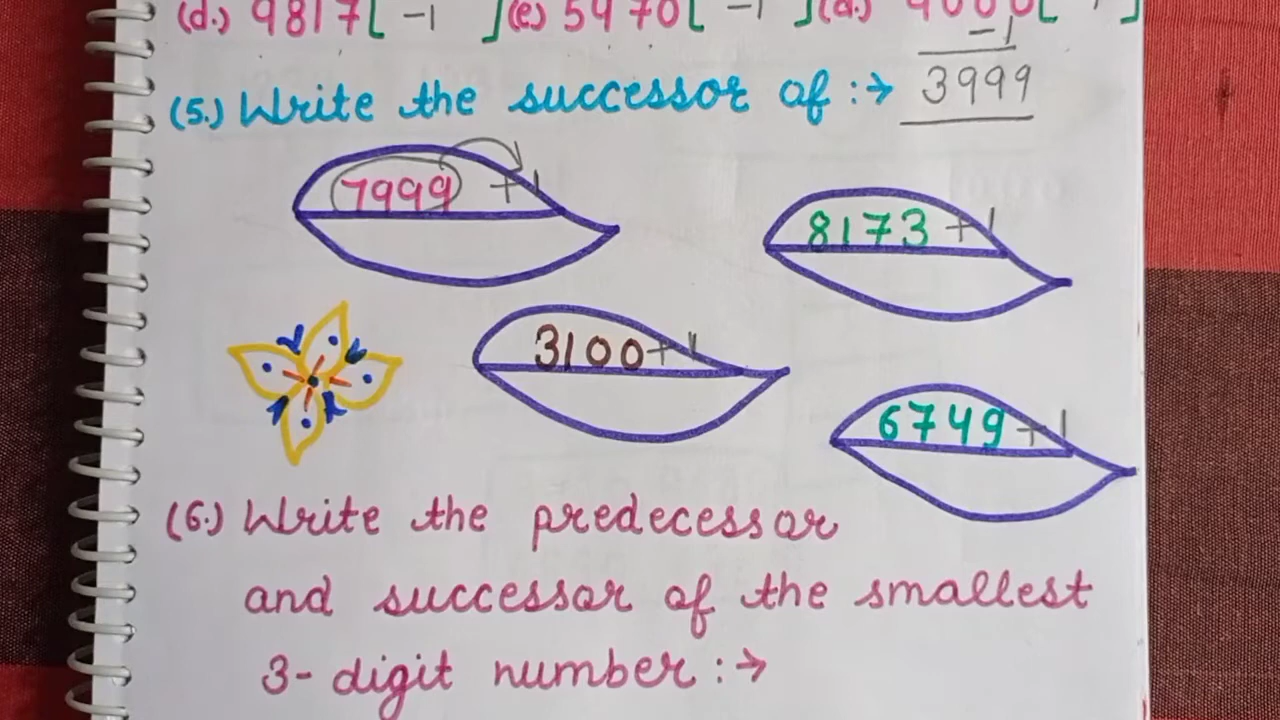 (d.) 9817[ -1 ](e) 5970[ -1 ](d.) 4000[ ]
-1
(5.) Write the successor of :→ 3999
7999 +1
8173 +1
3100+1
6749+1
(6.) Write the predecessor
and successor of the smallest
3- digit number :→